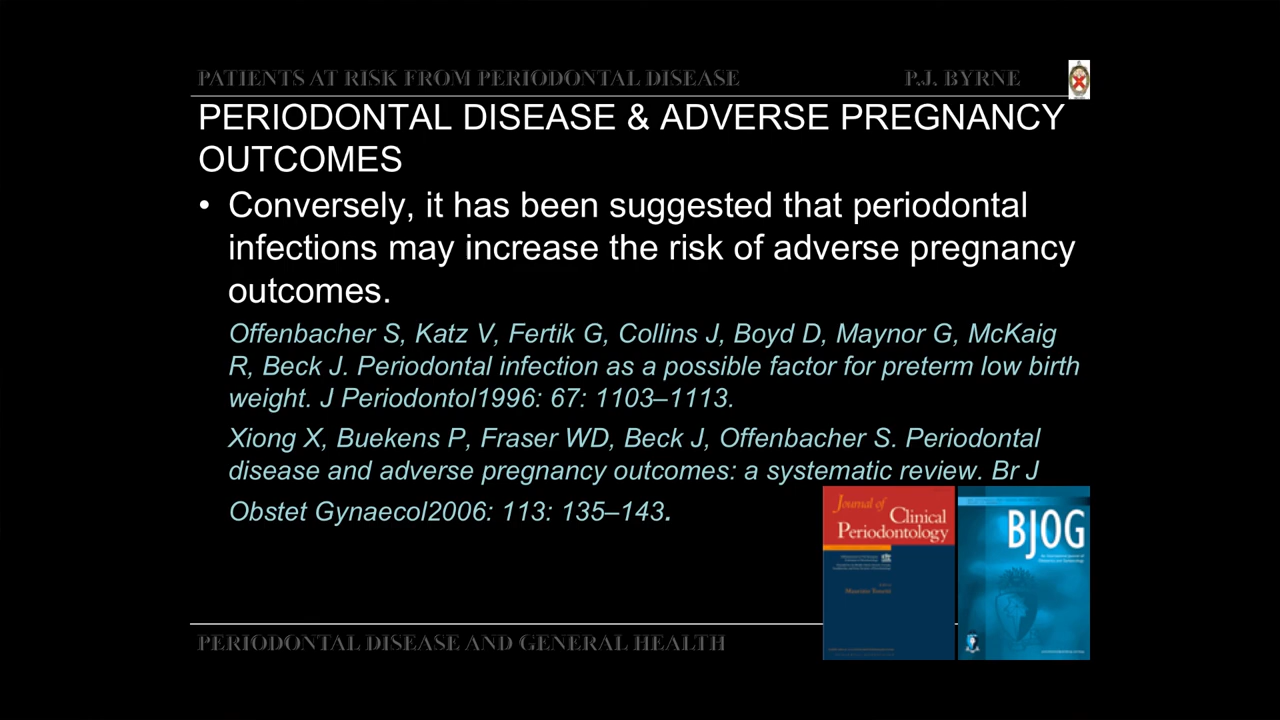 PATIENTS AT RISK FROM PERIODONTAL DISEASE P.J. BYRNE
PERIODONTAL DISEASE & ADVERSE PREGNANCY
OUTCOMES
• Conversely, it has been suggested that periodontal
infections may increase the risk of adverse pregnancy
outcomes.
Offenbacher S, Katz V, Fertik G, Collins J, Boyd D, Maynor G, McKaig
R, Beck J. Periodontal infection as a possible factor for preterm low birth
weight. J Periodontol1996: 67: 1103–1113.
Xiong X, Buekens P, Fraser WD, Beck J, Offenbacher S. Periodontal
disease and adverse pregnancy outcomes: a systematic review. Br J
Obstet Gynaecol2006: 113: 135–143.
Journal of
Clinical
Periodontology
BJOG
PERIODONTAL DISEASE AND GENERAL HEALTH